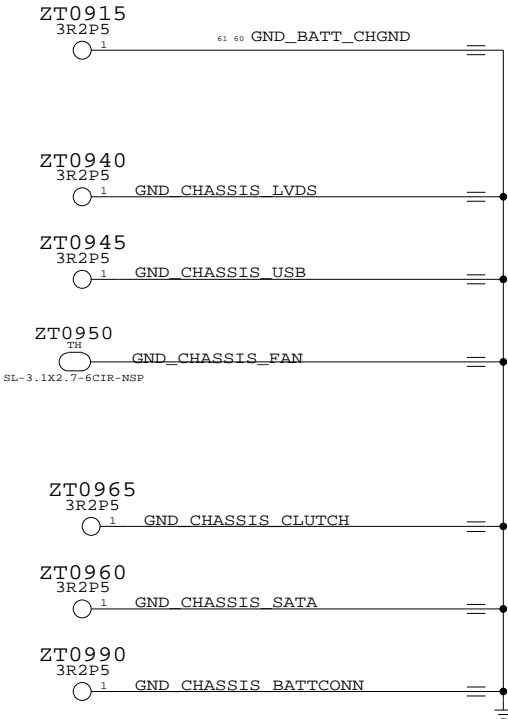 ZT0915
3R2P5
1
61 60 GND_BATT_CHGND
ZT0940
3R2P5
1 GND_CHASSIS_LVDS
ZT0945
3R2P5
1 GND_CHASSIS_USB
ZT0950
TH
GND_CHASSIS_FAN
SL-3.1X2.7-6CIR-NSP
ZT0965
3R2P5
1 GND_CHASSIS_CLUTCH
ZT0960
3R2P5
1 GND_CHASSIS_SATA
ZT0990
3R2P5
1 GND_CHASSIS_BATTCONN